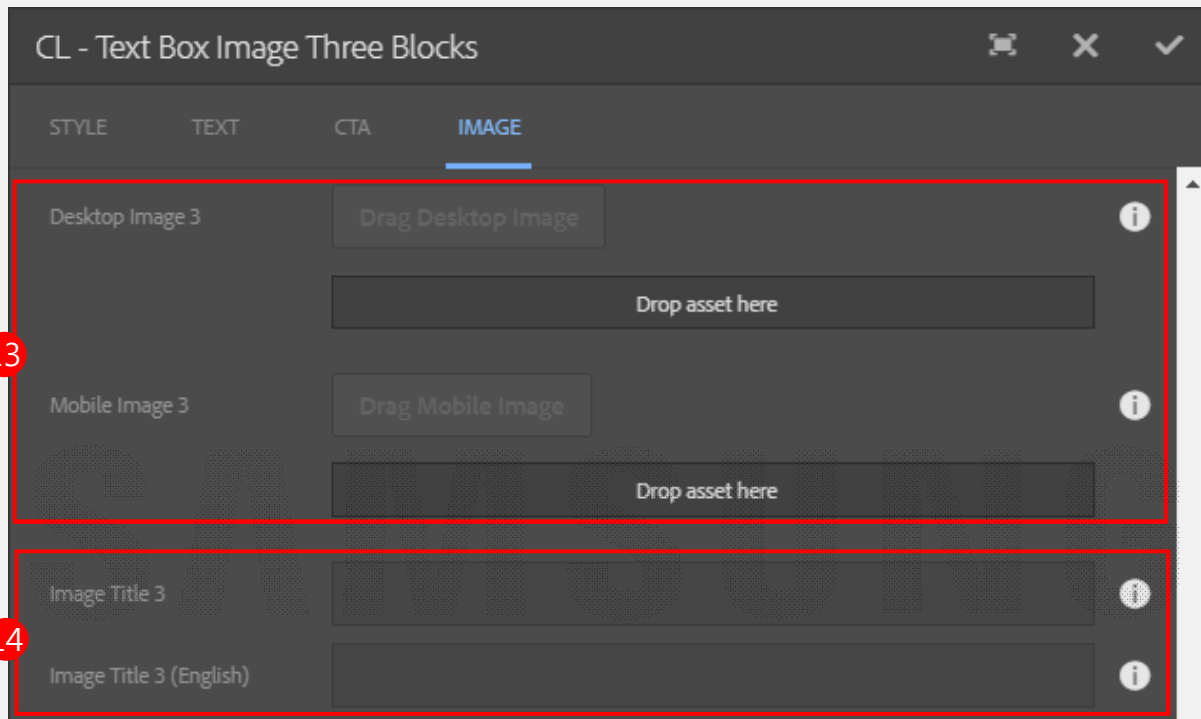 CL - Text Box Image Three Blocks
STYLE TEXT CTA IMAGE
Desktop Image 3 Drag Desktop Image
Drop asset here
13
Mobile Image 3 Drag Mobile Image
SAMSUNG
Drop asset here
Image Title 3
14
Image Title 3 (English)